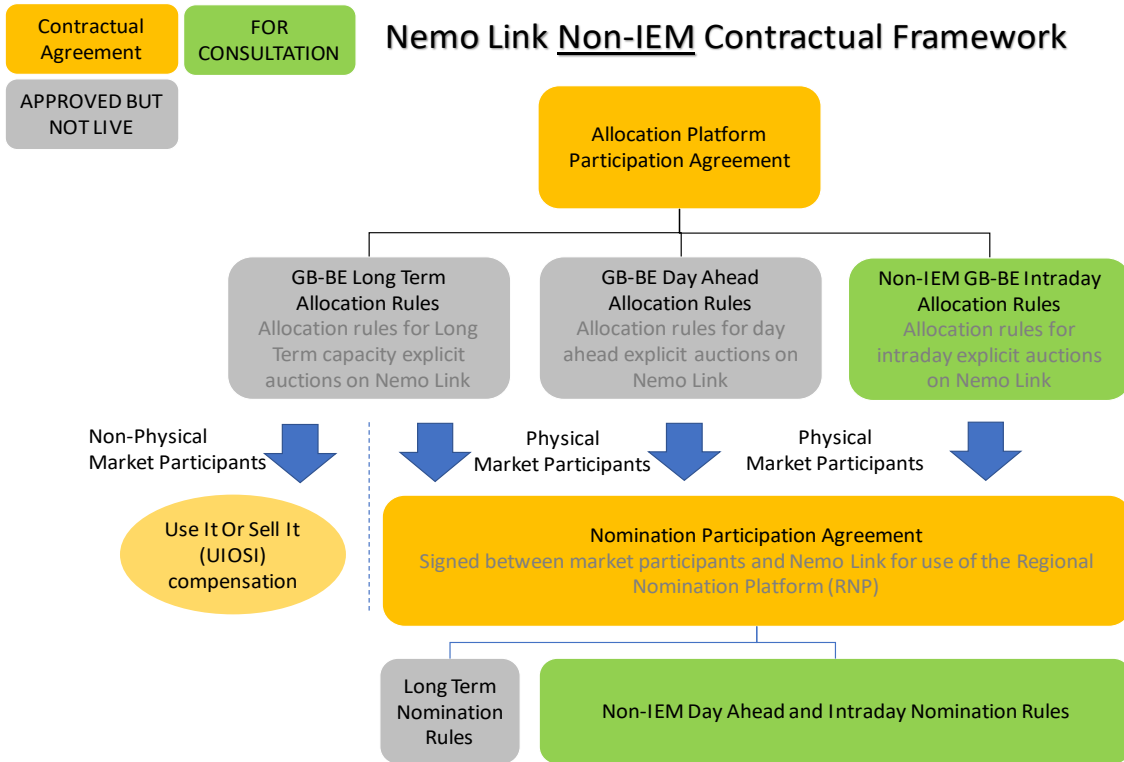 Contractual
Agreement
FOR
CONSULTATION
Nemo Link Non-IEM Contractual Framework
APPROVED BUT
NOT LIVE
Allocation Platform
Participation Agreement
GB-BE Long Term
Allocation Rules
Allocation rules for Long
Term capacity explicit
auctions on Nemo Link
GB-BE Day Ahead
Allocation Rules
Allocation rules for day
ahead explicit auctions on
Nemo Link
Non-IEM GB-BE Intraday
Allocation Rules
Allocation rules for
intraday explicit auctions
on Nemo Link
Non-Physical
Market Participants
Physical
Market Participants
Physical
Market Participants
Use It Or Sell It
(UIOSI)
compensation
Nomination Participation Agreement
Signed between market participants and Nemo Link for use of the Regional
Nomination Platform (RNP)
Long Term
Nomination
Rules
Non-IEM Day Ahead and Intraday Nomination Rules